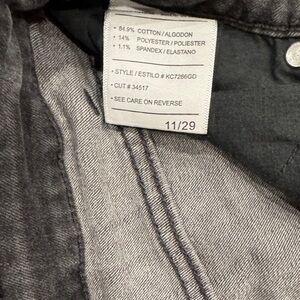 • 84.9% COTTON / ALGODON
• 14% POLYESTER / POLIESTER
• 1.1% SPANDEX / ELASTANO
• STYLE / ESTILO # KC7286GD
• CUT # 34517
• SEE CARE ON REVERSE
11/29